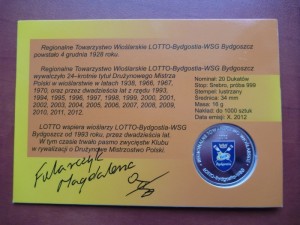 Regionalne Towarzystwo Wioślarskie LOTTO-Bydgostia-WSG Bydgoszcz
powstało 4 grudnia 1928 roku.
Regionalne Towarzystwo Wioślarskie LOTTO-Bydgostia-WSG Bydgoszcz
wywalczyło 24-krotnie tytuł Drużynowego Mistrza
Polski w wioślarstwie w latach 1938, 1966, 1967,
1970, oraz przez dwadzieścia lat z rzędu 1993,
1994, 1995, 1996, 1997, 1998, 1999, 2000, 2001,
2002, 2003, 2004, 2005, 2006, 2007, 2008, 2009,
2010, 2011, 2012.
LOTTO wspiera wioślarzy LOTTO-Bydgostia-WSG
Bydgoszcz od 1993 roku, przez dwadzieścia lat.
W tym czasie trwało pasmo zwycięstw Klubu
w rywalizacji o Drużynowe Mistrzostwo Polski.
Nominał: 20 Dukatów
Stop: Srebro, próba 999
Stempel: lustrzany
Średnica: 34 mm
Masa: 16 g
Nakład: do 1000 sztuk
Data emisji: X, 2012
Fularczyk
Magdalena